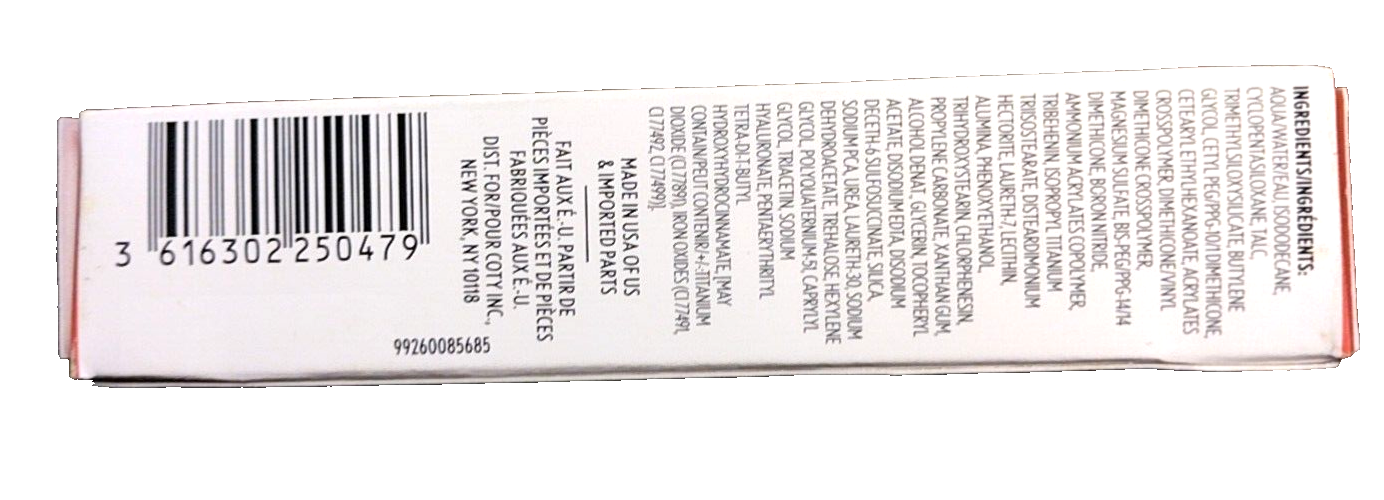 INGREDIENTS/INGRÉDIENTS:
AQUA/WATER/EAU, ISODODECANE,
CYCLOPENTASILOXANE, TALC,
TRIMETHYLSILOXYSILICATE, BUTYLENE
GLYCOL, CETYL PEG/PPG-10/1 DIMETHICONE,
CETEARYL ETHYLHEXANOATE, ACRYLATES
CROSSPOLYMER, DIMETHICONE/VINYL
DIMETHICONE CROSSPOLYMER,
MAGNESIUM SULFATE, BIS-PEG/PPG-14/14
DIMETHICONE, BORON NITRIDE,
AMMONIUM ACRYLATES COPOLYMER,
TRIBEHENIN, ISOPROPYL TITANIUM
TRIISOSTEARATE, DISTEARDIMONIUM
HECTORITE, LAURETH-7, LECITHIN,
ALUMINA, PHENOXYETHANOL,
TRIHYDROXYSTEARIN, CHLORPHENESIN,
PROPYLENE CARBONATE, XANTHAN GUM,
ALCOHOL DENAT., GLYCERIN, TOCOPHERYL
ACETATE, DISODIUM EDTA, DISODIUM
DECETH-6 SULFOSUCCINATE, SILICA,
SODIUM PCA, UREA, LAURETH-30, SODIUM
DEHYDROACETATE, TREHALOSE, HEXYLENE
GLYCOL, POLYQUATERNIUM-51, CAPRYLYL
GLYCOL, TRIACETIN, SODIUM
HYALURONATE, PENTAERYTHRITYL
TETRA-DI-T-BUTYL
HYDROXYHYDROCINNAMATE, [MAY
CONTAIN/PEUT CONTENIR/+/-:TITANIUM
DIOXIDE (CI 77891), IRON OXIDES (CI 77491,
CI 77492, CI 77499)].
MADE IN USA OF US
& IMPORTED PARTS
FAIT AUX É.-U. PARTIR DE
PIÈCES IMPORTÉES ET DE PIÈCES
FABRIQUÉES AUX É-U.
DIST. FOR/POUR COTY INC.,
NEW YORK, NY 10118
99260085685
3 616302 250479